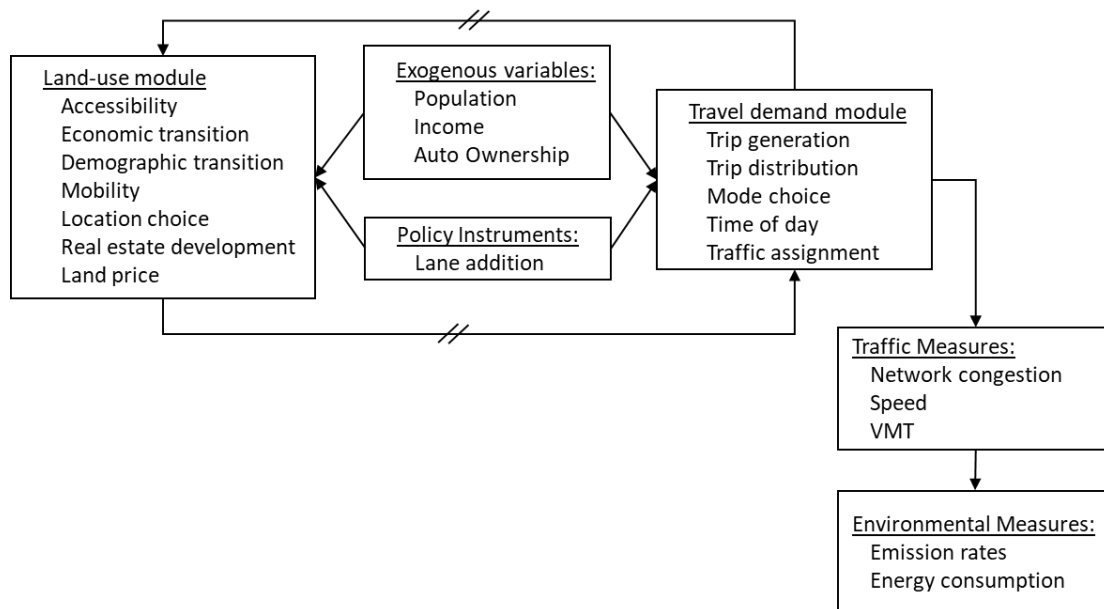 Land-use module
Accessibility
Economic transition
Demographic transition
Mobility
Location choice
Real estate development
Land price
Exogenous variables:
Population
Income
Auto Ownership
Policy Instruments:
Lane addition
Travel demand module
Trip generation
Trip distribution
Mode choice
Time of day
Traffic assignment
Traffic Measures:
Network congestion
Speed
VMT
Environmental Measures:
Emission rates
Energy consumption